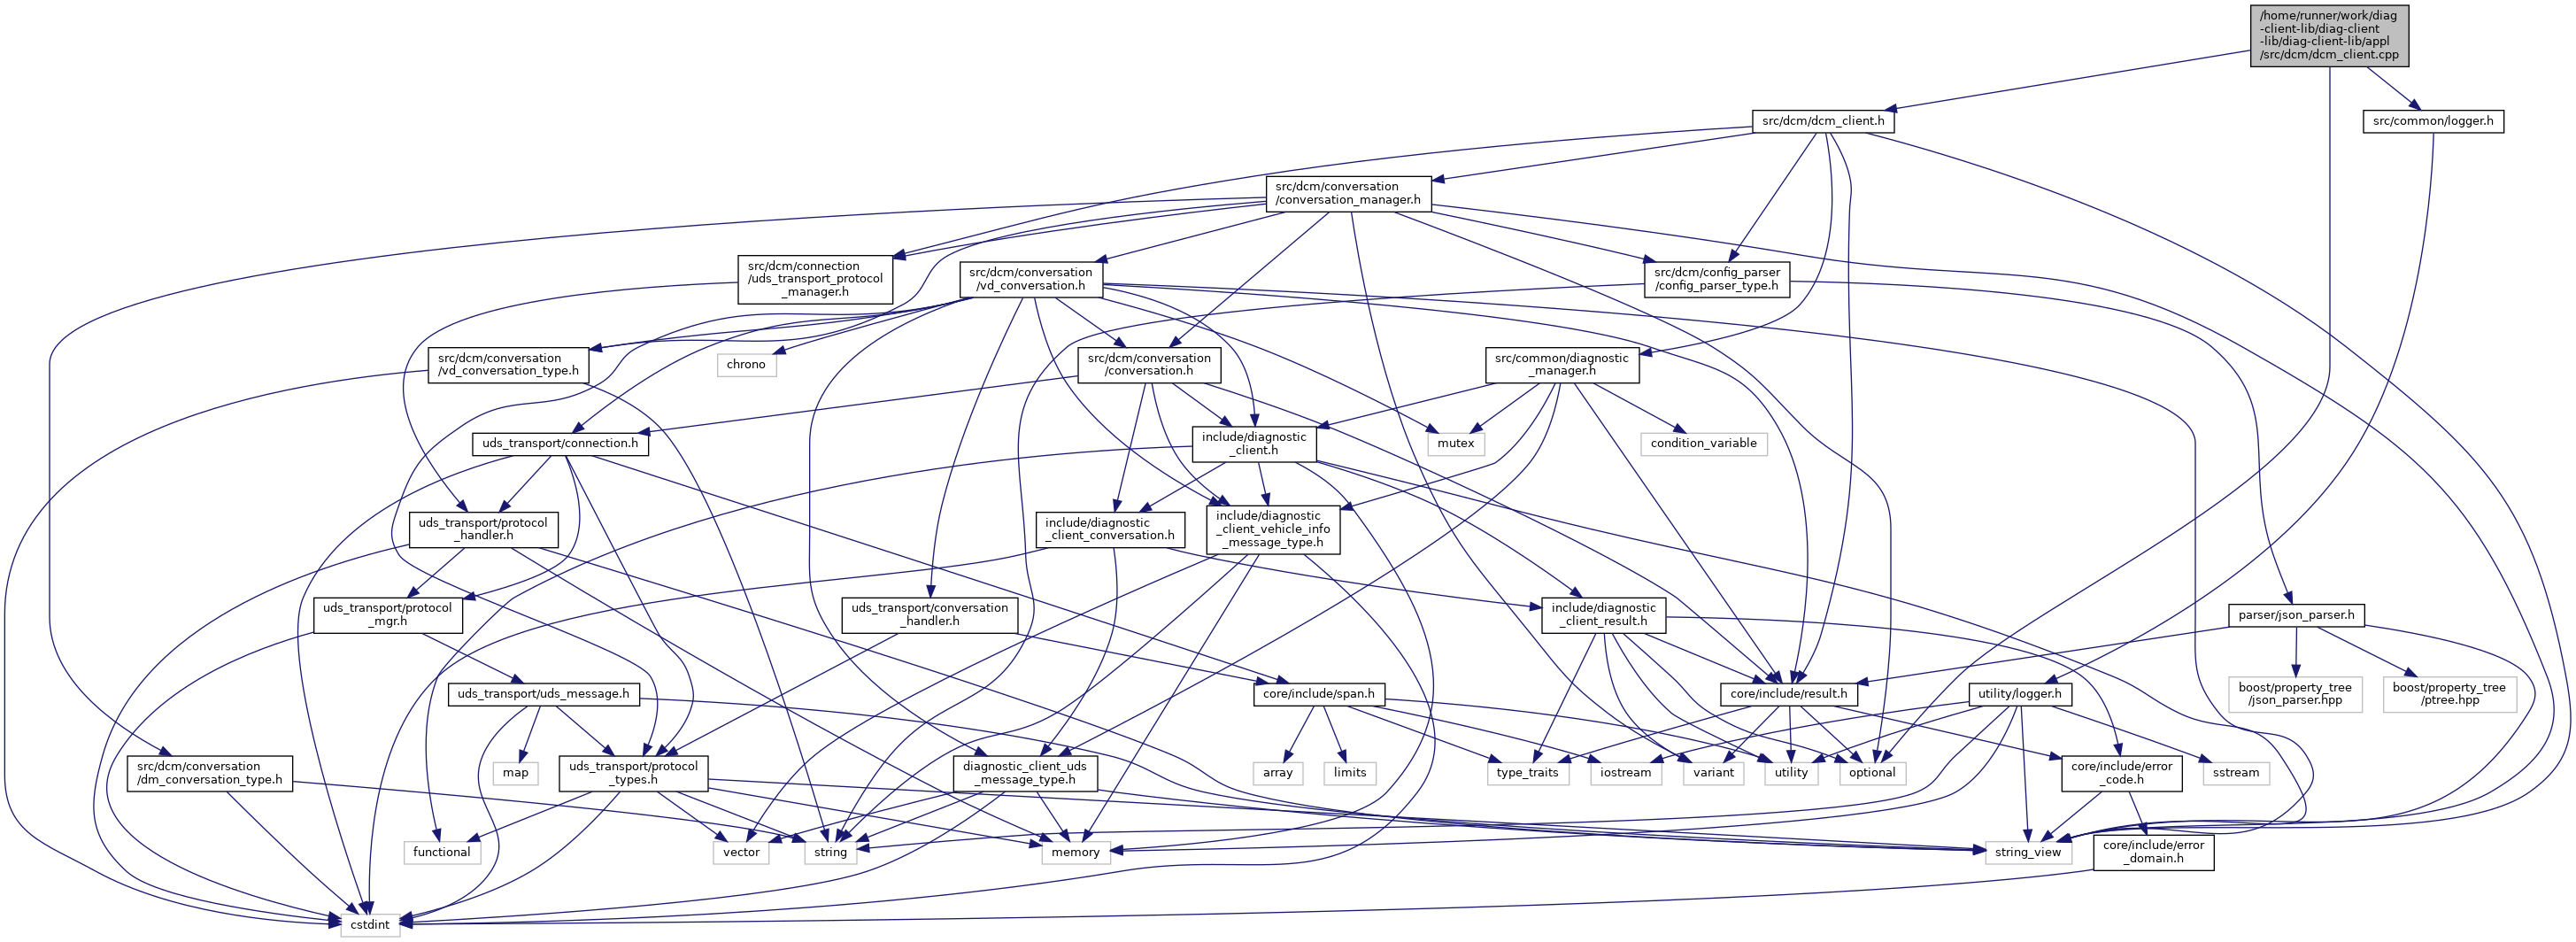 /home/runner/work/diag
-client-lib/diag-client
-lib/diag-client-lib/appl
/src/dcm/dcm_client.cpp
src/dcm/dcm_client.h
src/common/logger.h
src/dcm/conversation
/conversation_manager.h
src/dcm/connection
/uds_transport_protocol
_manager.h
src/dcm/conversation
/vd_conversation.h
src/dcm/config_parser
/config_parser_type.h
src/dcm/conversation
/vd_conversation_type.h
chrono
src/dcm/conversation
/conversation.h
src/common/diagnostic
_manager.h
uds_transport/connection.h
include/diagnostic
_client.h
mutex
condition_variable
uds_transport/protocol
_handler.h
include/diagnostic
_client_conversation.h
include/diagnostic
_client_vehicle_info
_message_type.h
uds_transport/protocol
_mgr.h
uds_transport/conversation
_handler.h
include/diagnostic
_client_result.h
parser/json_parser.h
uds_transport/uds_message.h
core/include/span.h
core/include/result.h
utility/logger.h
boost/property_tree
/json_parser.hpp
boost/property_tree
/ptree.hpp
src/dcm/conversation
/dm_conversation_type.h
map
uds_transport/protocol
_types.h
diagnostic_client_uds
_message_type.h
array
limits
type_traits
iostream
variant
utility
optional
core/include/error
_code.h
sstream
functional
vector
string
memory
string_view
core/include/error
_domain.h
cstdint